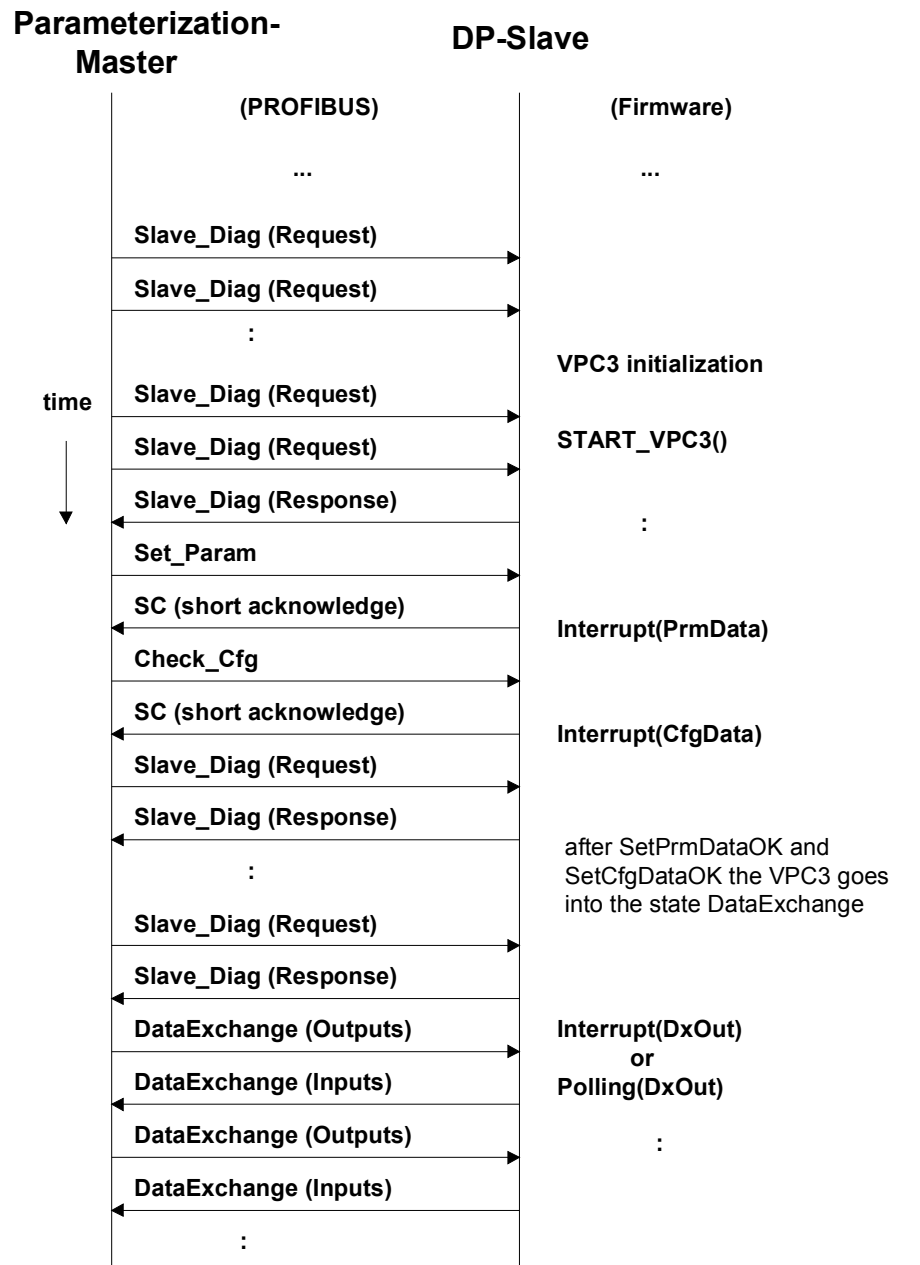 Parameterization-
Master
DP-Slave
(PROFIBUS)
(Firmware)
...
...
Slave_Diag (Request)
Slave_Diag (Request)
:
VPC3 initialization
time
Slave_Diag (Request)
START_VPC3()
Slave_Diag (Request)
Slave_Diag (Response)
:
Set_Param
SC (short acknowledge)
Interrupt(PrmData)
Check_Cfg
SC (short acknowledge)
Interrupt(CfgData)
Slave_Diag (Request)
Slave_Diag (Response)
after SetPrmDataOK and
SetCfgDataOK the VPC3 goes
into the state DataExchange
:
Slave_Diag (Request)
Slave_Diag (Response)
DataExchange (Outputs)
Interrupt(DxOut)
or
Polling(DxOut)
DataExchange (Inputs)
DataExchange (Outputs)
:
DataExchange (Inputs)
: